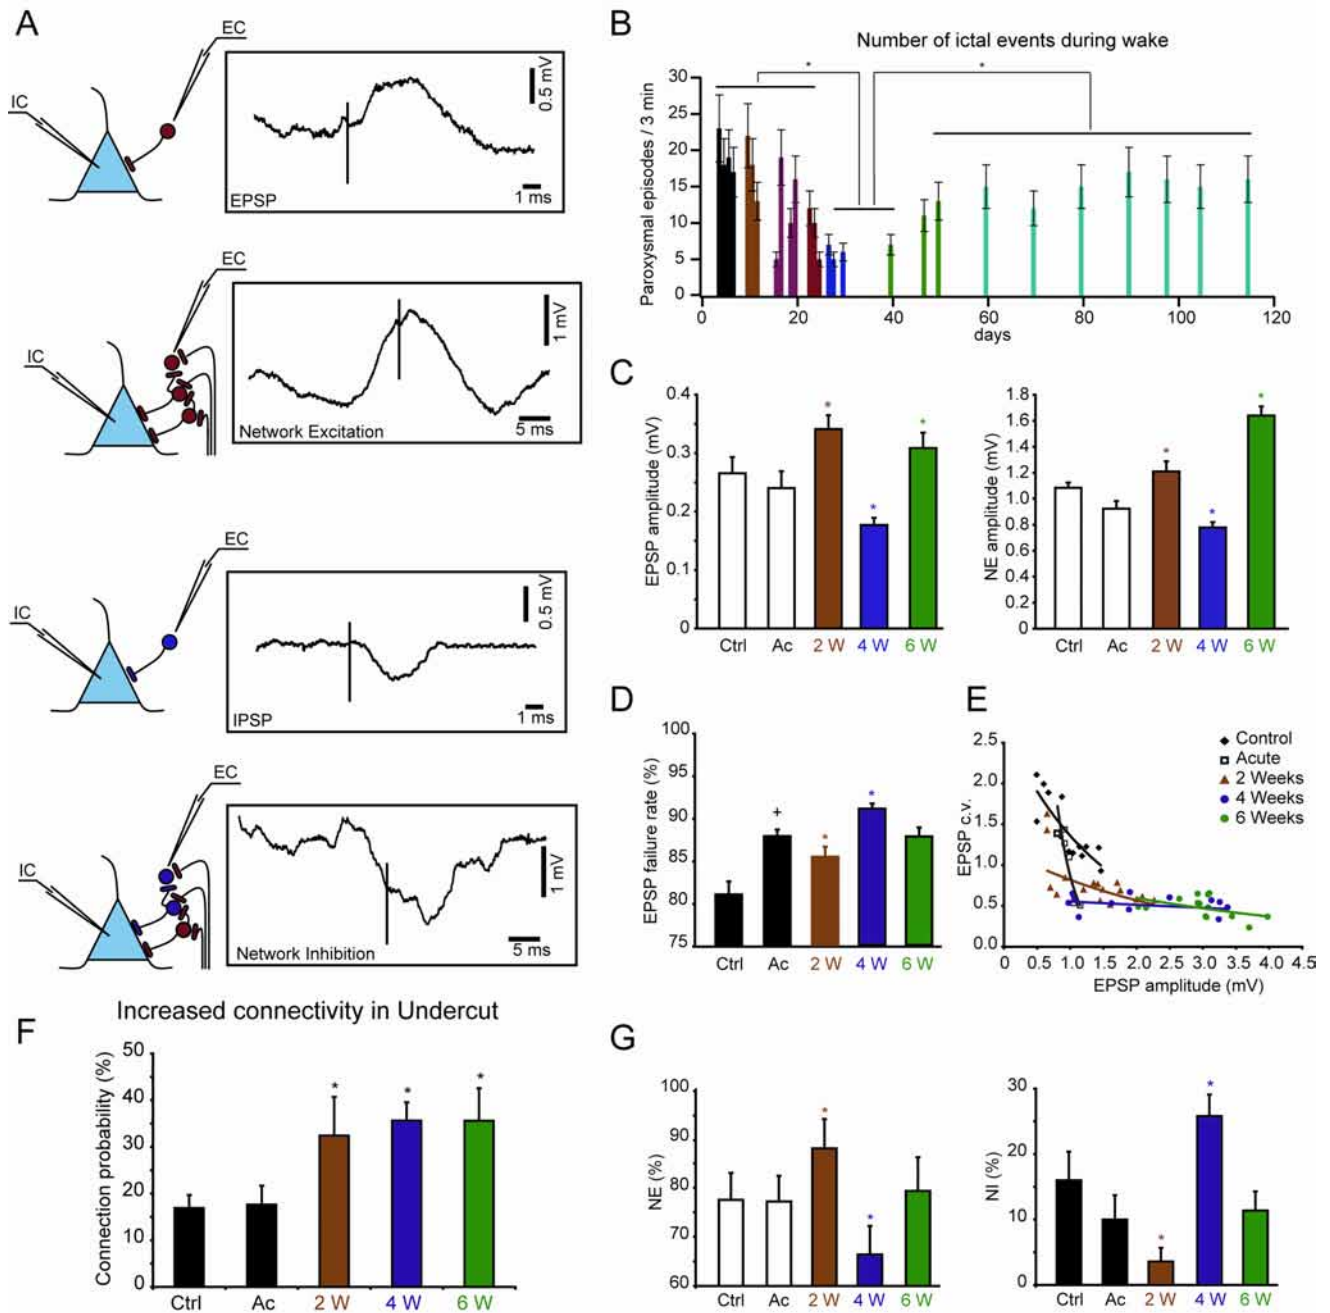 A
EC
IC
0.5 mV
1 ms
EPSP
EC
IC
1 mV
5 ms
Network Excitation
EC
IC
0.5 mV
1 ms
IPSP
EC
IC
1 mV
5 ms
Network Inhibition
B
Number of ictal events during wake
*
*
Paroxysmal episodes / 3 min
30
25
20
15
10
5
0
0 20 40 60 80 100 120
days
C
EPSP amplitude (mV)
0.4
0.3
0.2
0.1
0
*
*
*
Ctrl Ac 2 W 4 W 6 W
NE amplitude (mV)
1.8
1.6
1.4
1.2
1.0
0.8
0.6
0.4
0.2
0
*
*
*
Ctrl Ac 2 W 4 W 6 W
D
EPSP failure rate (%)
100
95
90
85
80
75
+
*
*
Ctrl Ac 2 W 4 W 6 W
E
EPSP c.v.
2.5
2.0
1.5
1.0
0.5
0.0
Control
Acute
2 Weeks
4 Weeks
6 Weeks
0.0 0.5 1.0 1.5 2.0 2.5 3.0 3.5 4.0 4.5
EPSP amplitude (mV)
F
Increased connectivity in Undercut
Connection probability (%)
50
40
30
20
10
0
*
*
*
Ctrl Ac 2 W 4 W 6 W
G
NE (%)
100
90
80
70
60
*
*
Ctrl Ac 2 W 4 W 6 W
NI (%)
30
20
10
0
*
*
Ctrl Ac 2 W 4 W 6 W